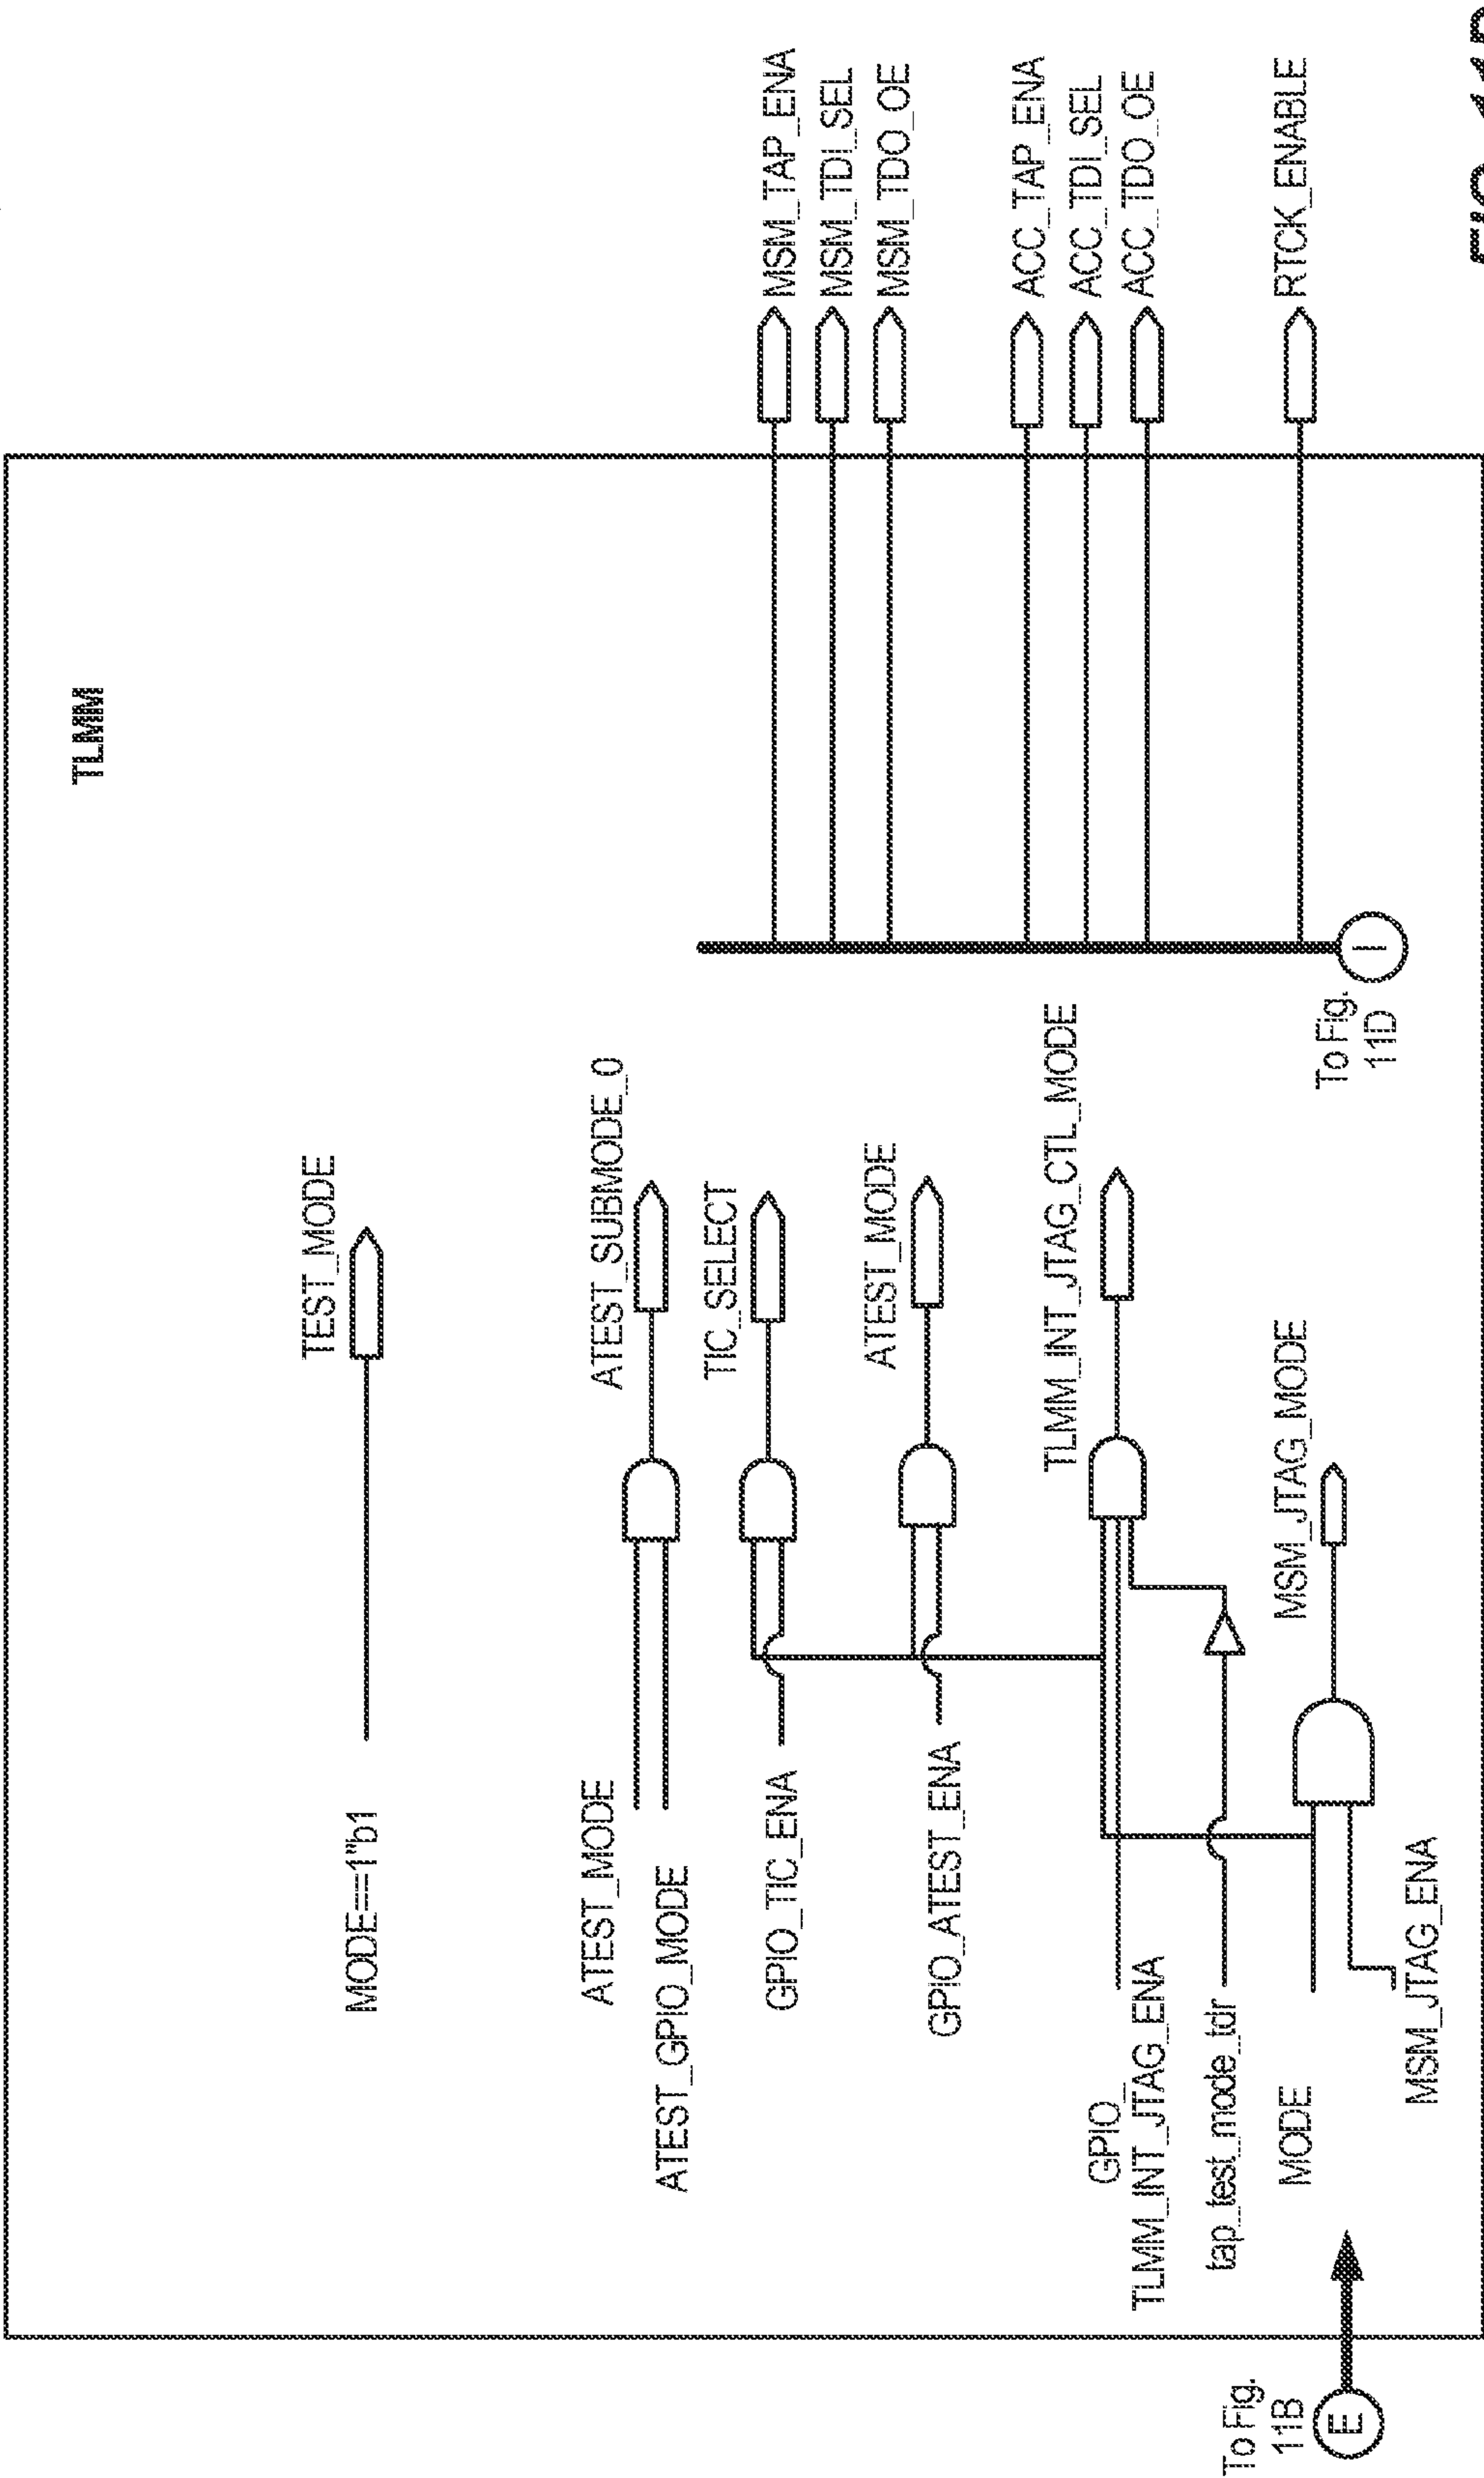 TLMM
MODE==1"b1
TEST_MODE
ATEST_MODE
ATEST_GPIO_MODE
ATEST_SUBMODE_0
GPIO_TIC_ENA
TIC_SELECT
GPIO_ATEST_ENA
ATEST_MODE
GPIO_
TLMM_INT_JTAG_ENA
TLMM_INT_JTAG_CTL_MODE
tap_test_mode_tdr
MODE
MSM_JTAG_ENA
MSM_JTAG_MODE
To Fig.
11B
E
To Fig.
11D
I
MSM_TAP_ENA
MSM_TDI_SEL
MSM_TDO_OE
ACC_TAP_ENA
ACC_TDI_SEL
ACC_TDO_OE
RTCK_ENABLE